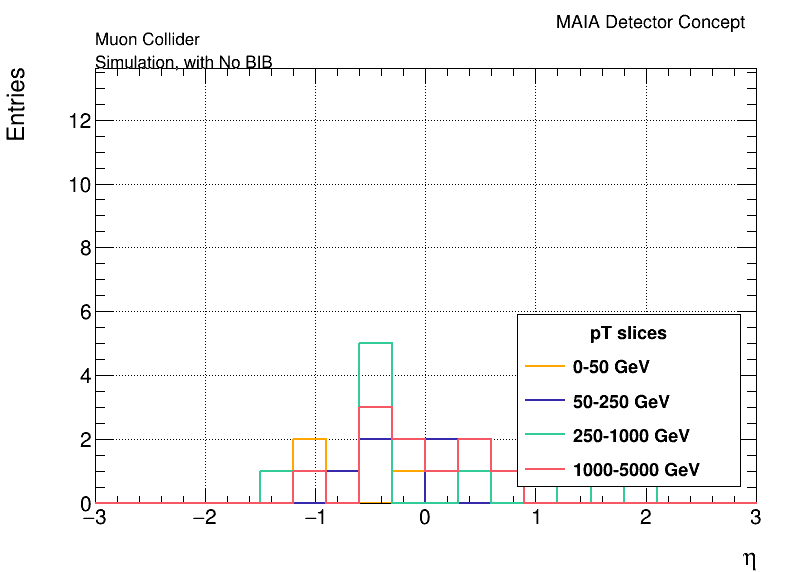 MAIA Detector Concept
Muon Collider
Simulation, with No BIB
Entries
12
10
8
6
4
2
0
pT slices
0-50 GeV
50-250 GeV
250-1000 GeV
1000-5000 GeV
−3 −2 −1 0 1 2 3
η